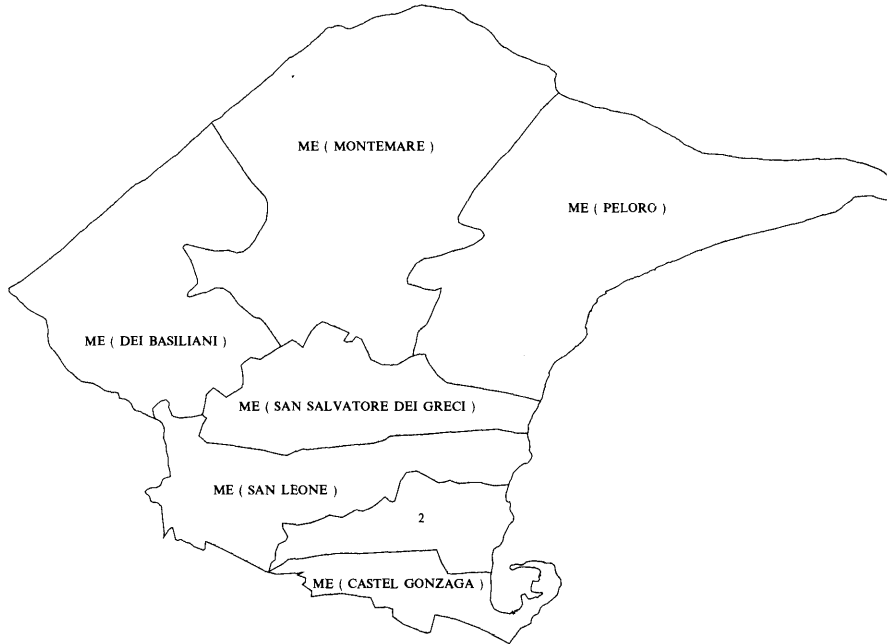 ME ( MONTEMARE )
ME ( PELORO )
ME ( DEI BASILIANI )
ME ( SAN SALVATORE DEI GRECI )
ME ( SAN LEONE )
2
ME ( CASTEL GONZAGA )